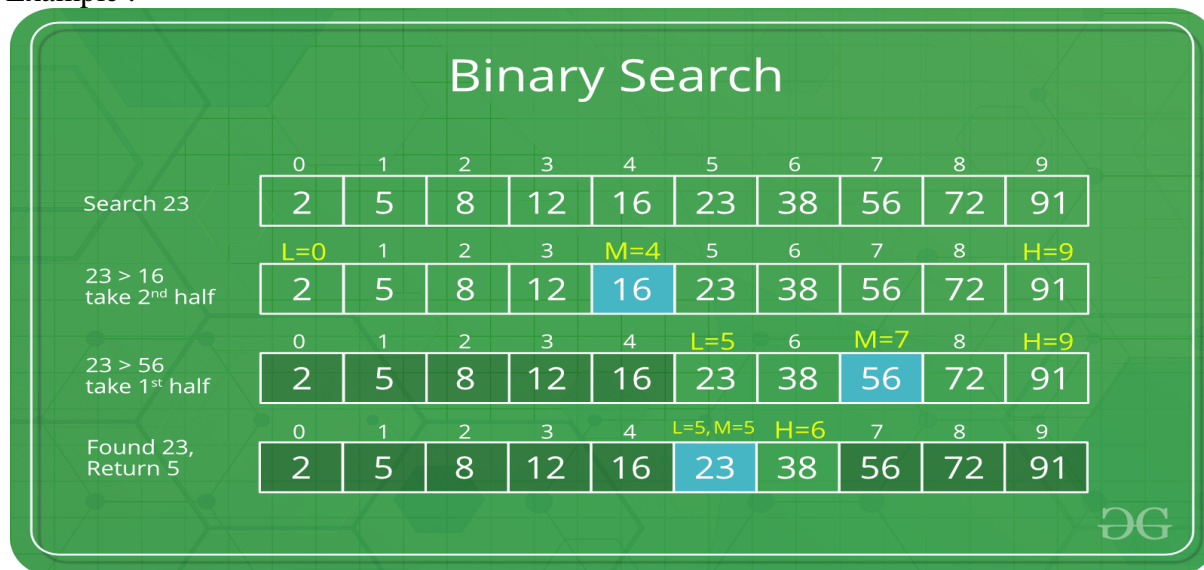 Example :
Binary Search
0 1 2 3 4 5 6 7 8 9
Search 23 2 5 8 12 16 23 38 56 72 91
L=0 1 2 3 M=4 5 6 7 8 H=9
23 > 16
take 2nd half
2 5 8 12 16 23 38 56 72 91
0 1 2 3 4 L=5 6 M=7 8 H=9
23 > 56
take 1st half
2 5 8 12 16 23 38 56 72 91
0 1 2 3 4 L=5, M=5 H=6 7 8 9
Found 23,
Return 5
2 5 8 12 16 23 38 56 72 91